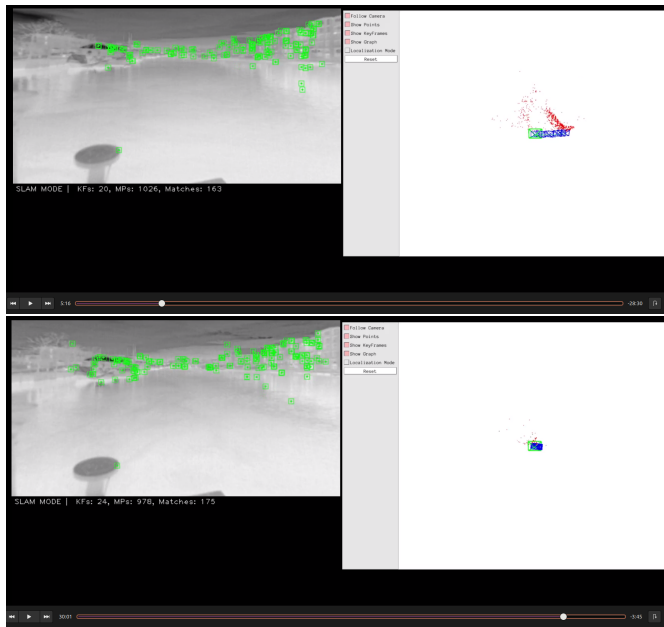 Follow Camera
Show Points
Show KeyFrames
Show Graph
Localization Mode
Reset
SLAM MODE | KFs: 20, MPs: 1026, Matches: 163
5:16
-28:30
Follow Camera
Show Points
Show KeyFrames
Show Graph
Localization Mode
Reset
SLAM MODE | KFs: 24, MPs: 978, Matches: 175
30:01
-3:45